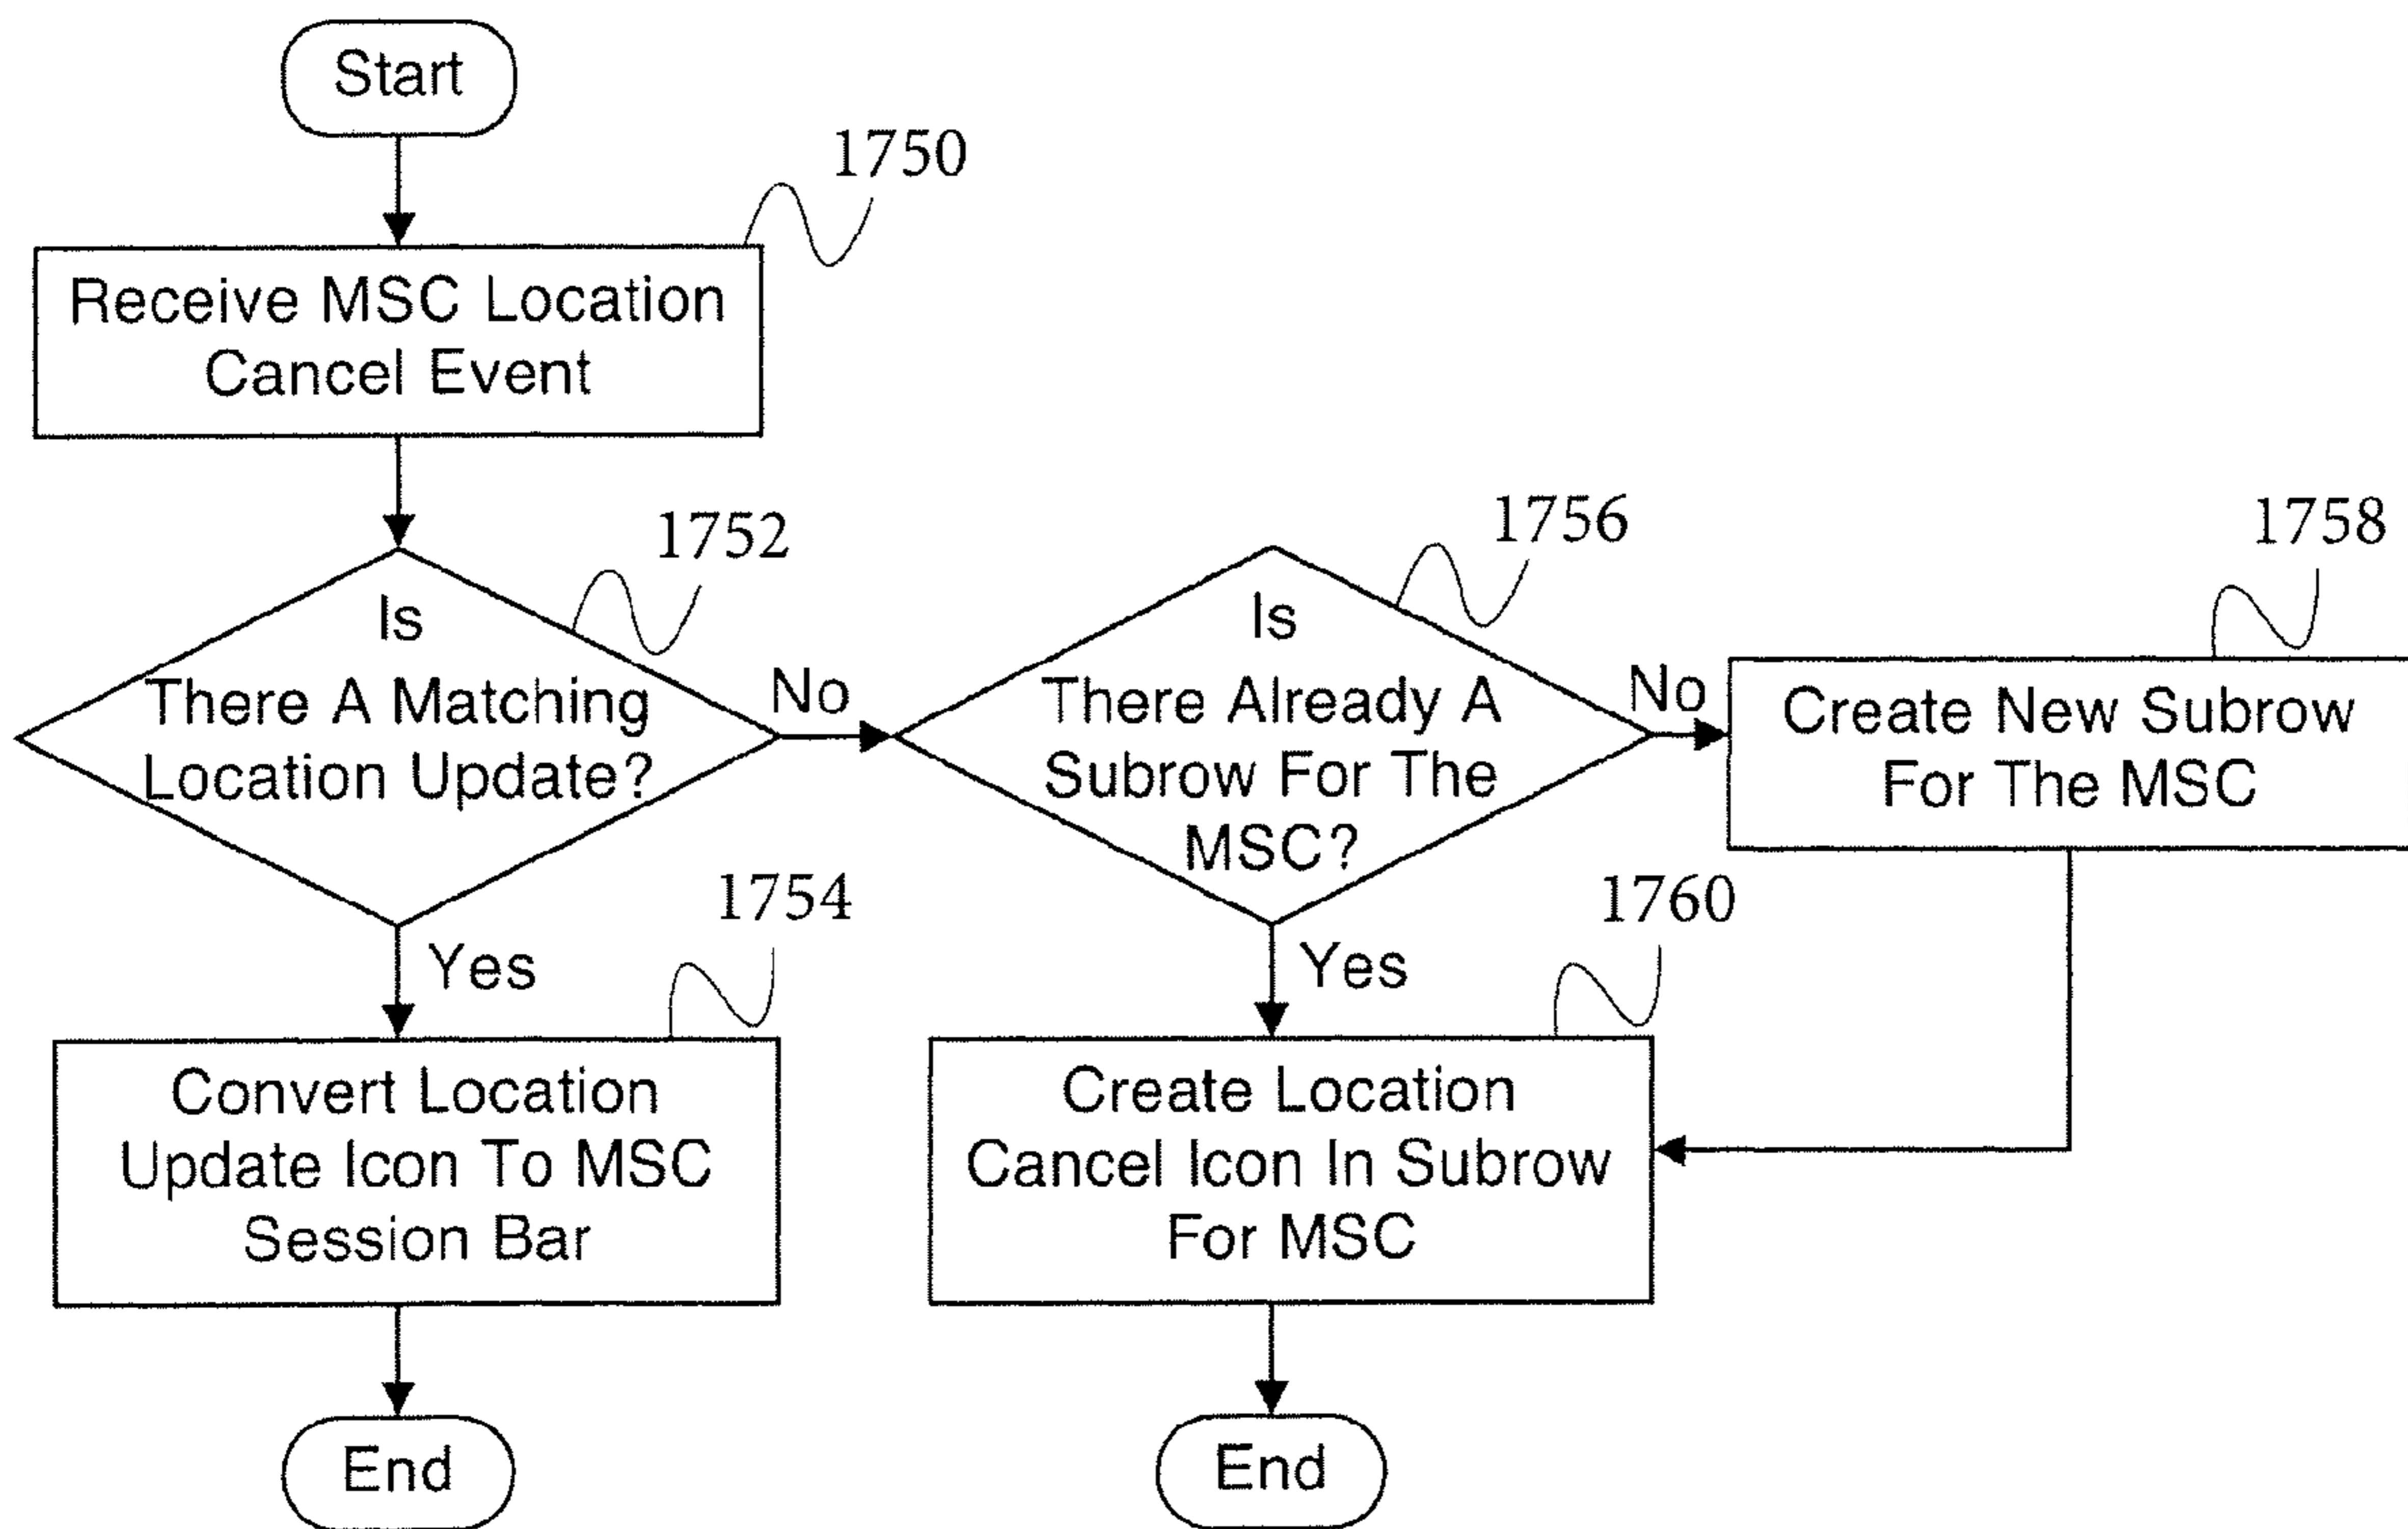 Start
1750
Receive MSC Location
Cancel Event
1752
Is
There A Matching
Location Update?
No
Yes
1754
Convert Location
Update Icon To MSC
Session Bar
End
1756
Is
There Already A
Subrow For The
MSC?
No
Yes
1758
Create New Subrow
For The MSC
1760
Create Location
Cancel Icon In Subrow
For MSC
End